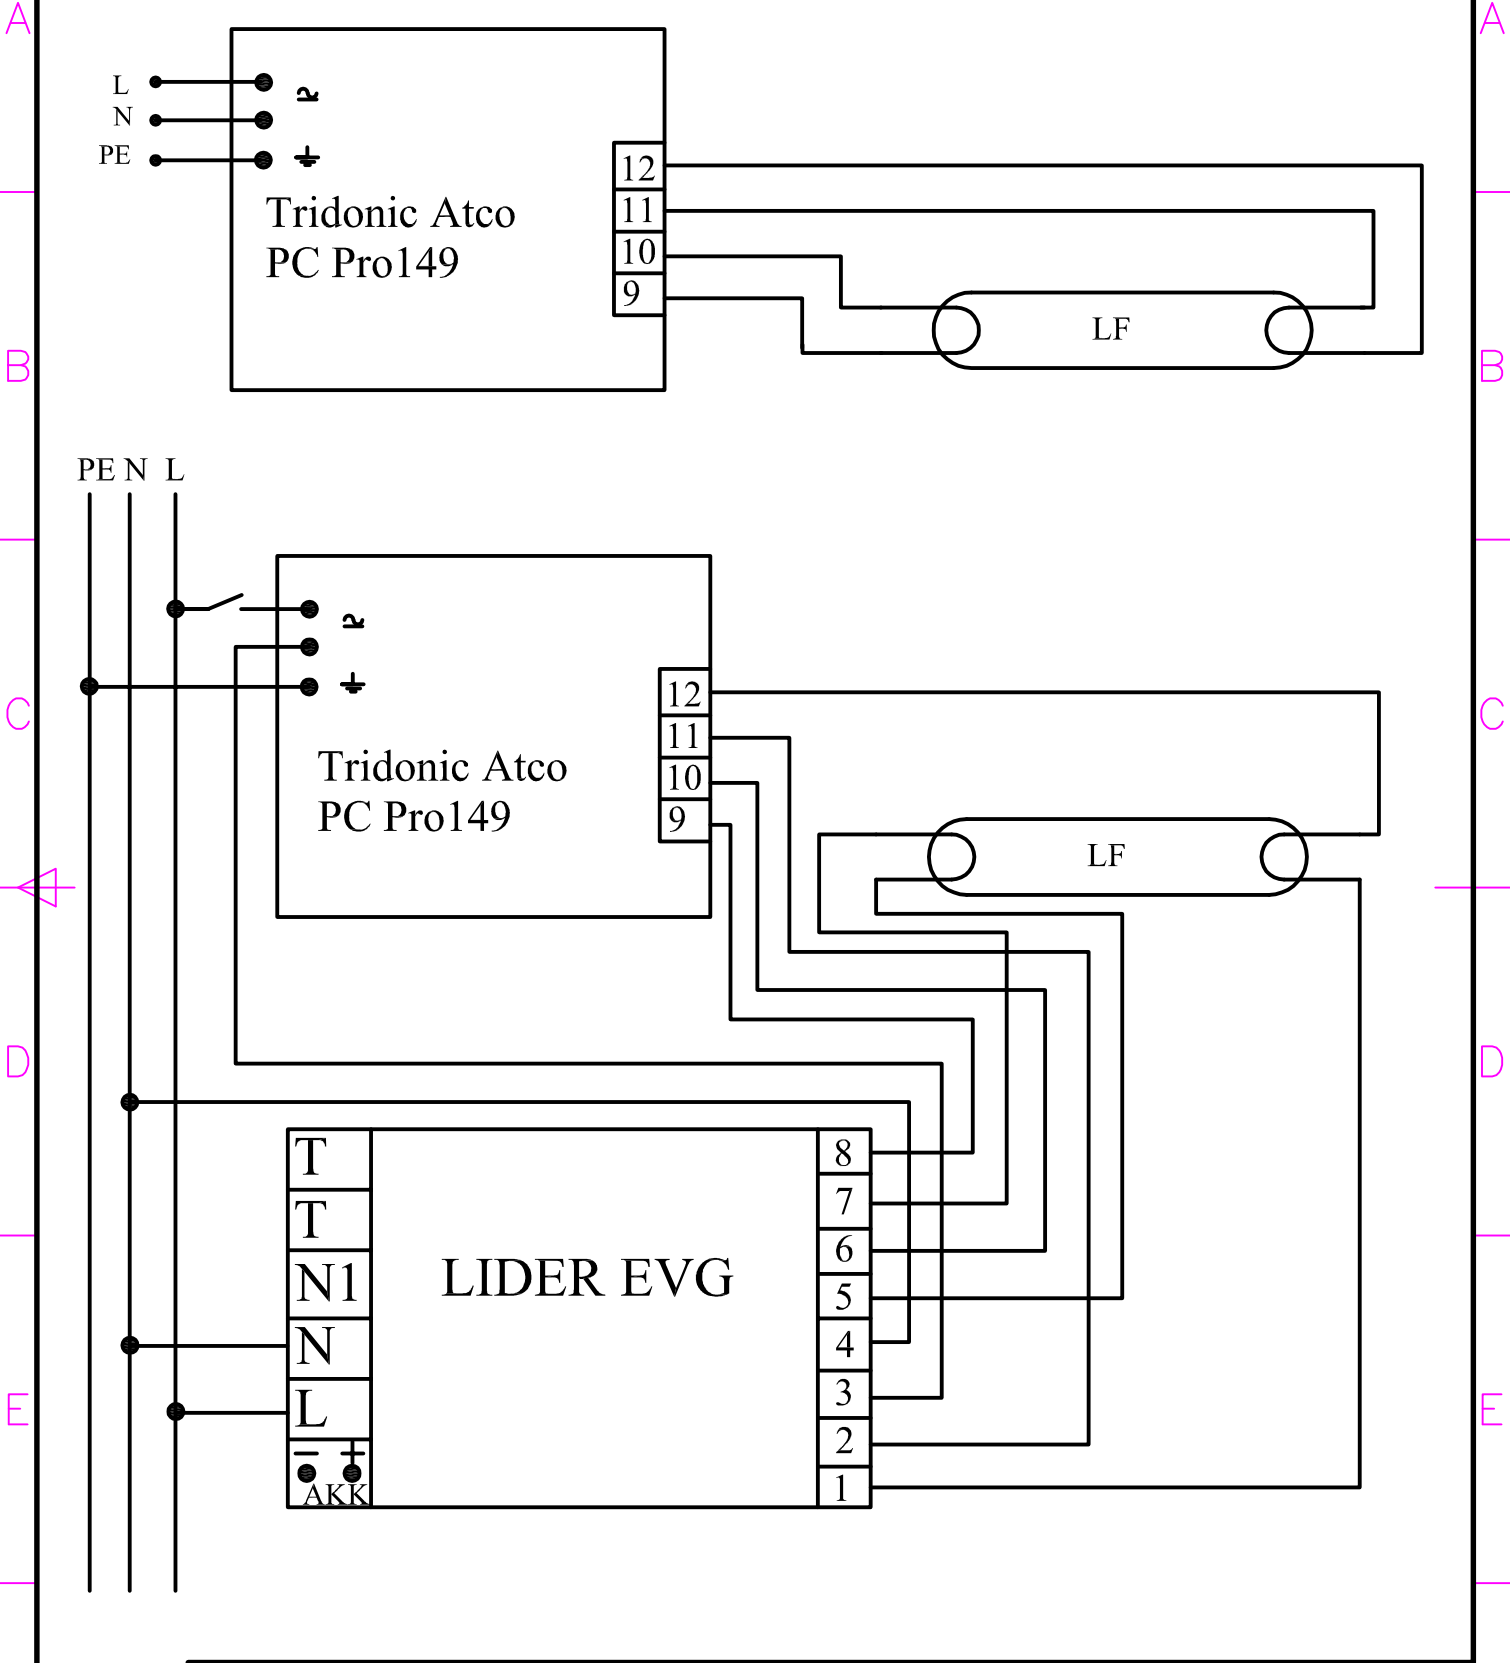 A
A
L
N
PE
12
11
10
9
Tridonic Atco
PC Pro149
LF
B
B
PE N L
12
11
10
9
Tridonic Atco
PC Pro149
LF
C
C
D
D
T
T
N1
N
L
− +
AKK
LIDER EVG
8
7
6
5
4
3
2
1
E
E